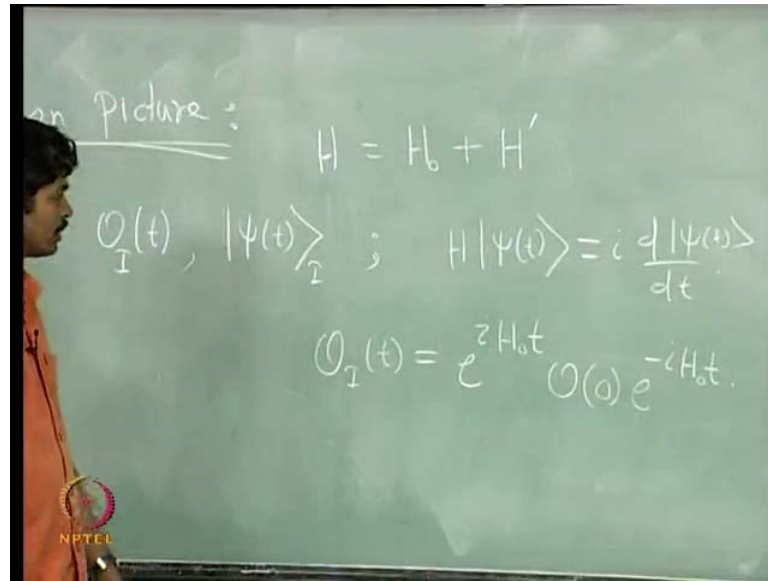 Picture :
H = H₀ + H′
O_I(t) , |ψ(t)⟩_I ; H|ψ(t)⟩ = i d|ψ(t)⟩/dt
O_I(t) = e^{iH₀t} O(0) e^{-iH₀t}.
NPTEL